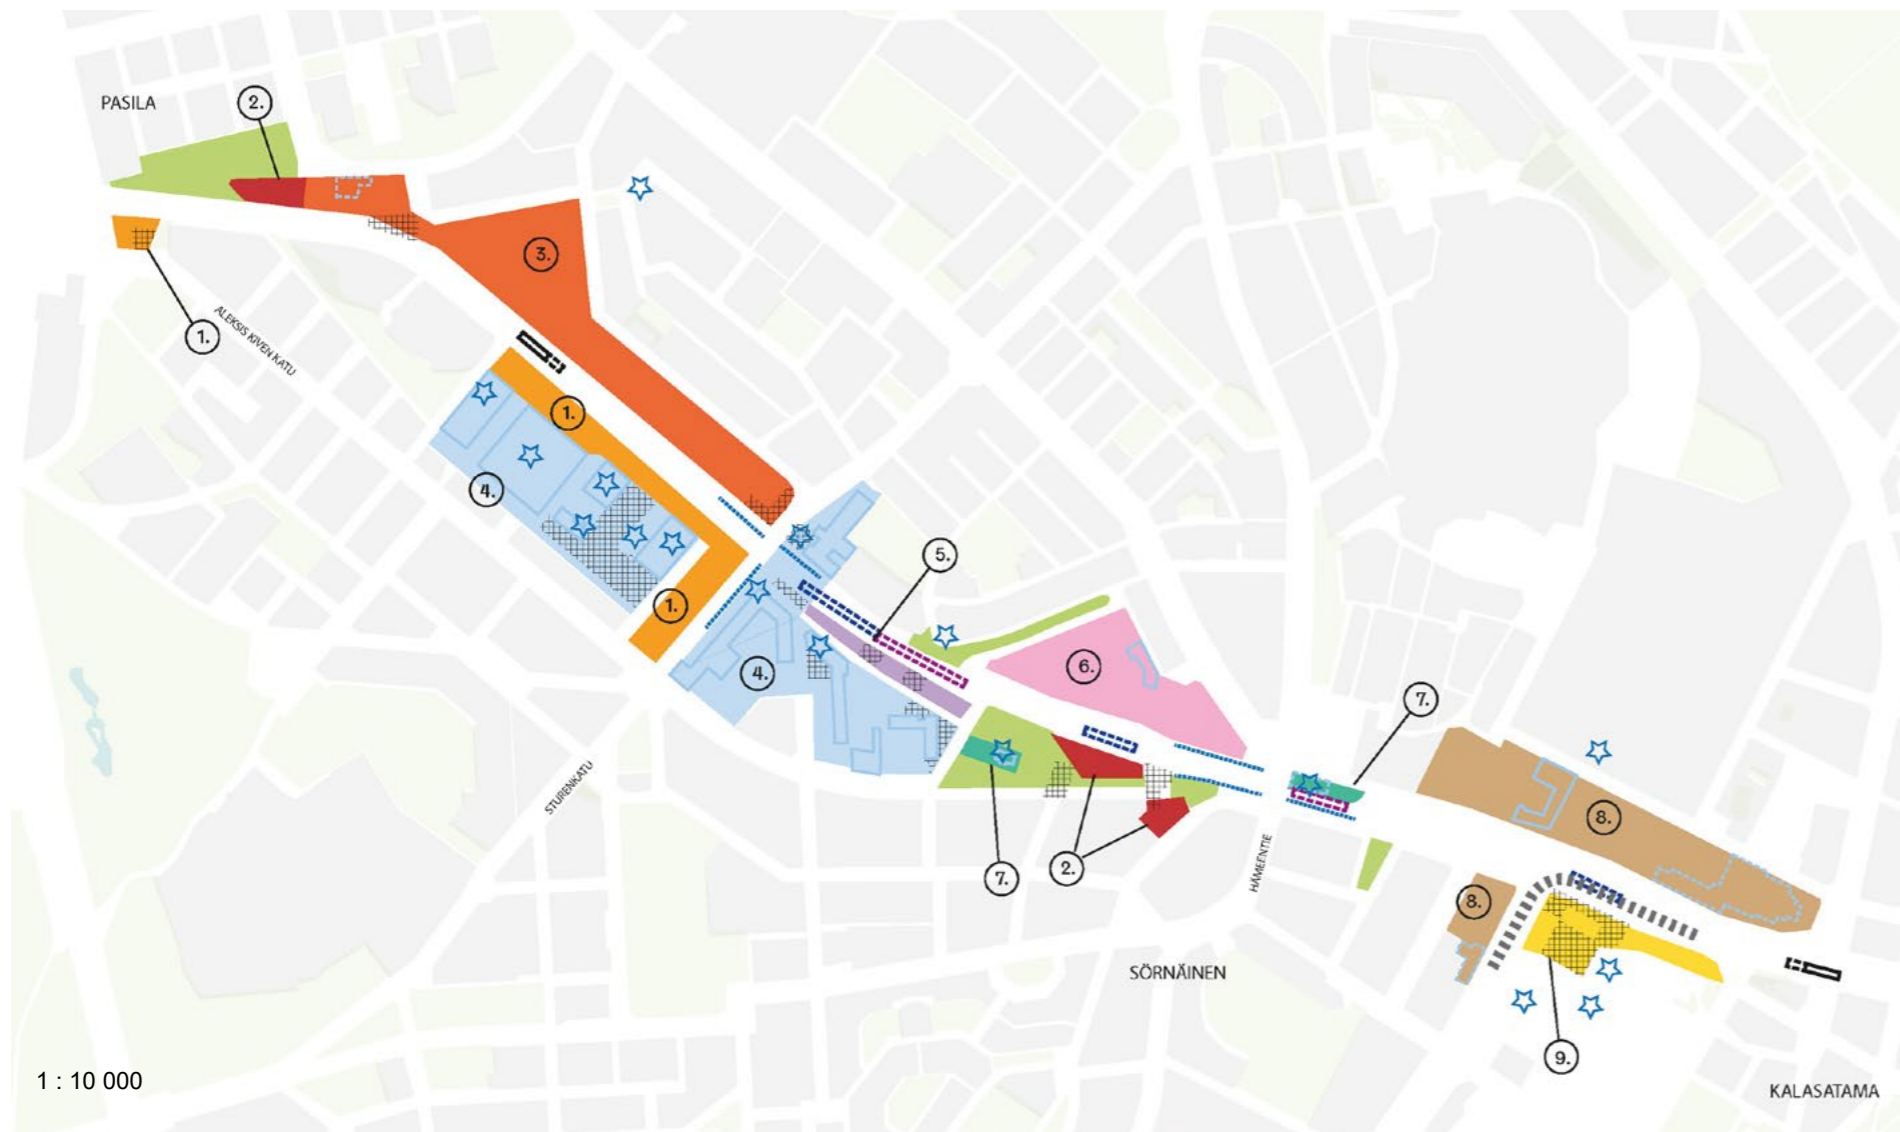 PASILA
2.
3.
1.
ALEKSIS KIVEN KATU
1.
4.
5.
1.
6.
4.
7.
STURENKATU
8.
HÄMEENTIE
7.
2.
8.
SÖRNÄINEN
9.
1 : 10 000
KALASATAMA